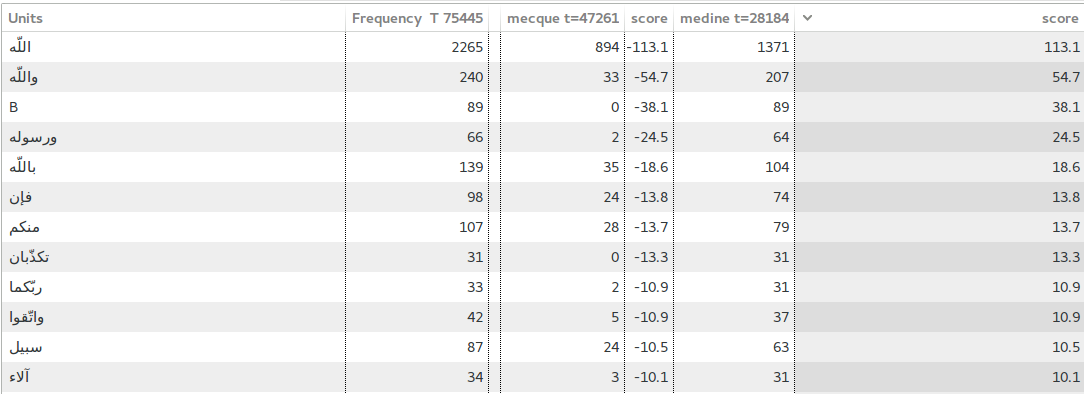 Units Frequency T 75445 mecque t=47261 score medine t=28184 score
اللّه 2265 894 -113.1 1371 113.1
واللّه 240 33 -54.7 207 54.7
B 89 0 -38.1 89 38.1
ورسوله 66 2 -24.5 64 24.5
باللّه 139 35 -18.6 104 18.6
فإن 98 24 -13.8 74 13.8
منكم 107 28 -13.7 79 13.7
تكذّبان 31 0 -13.3 31 13.3
ربّكما 33 2 -10.9 31 10.9
واتّقوا 42 5 -10.9 37 10.9
سبيل 87 24 -10.5 63 10.5
آلاء 34 3 -10.1 31 10.1